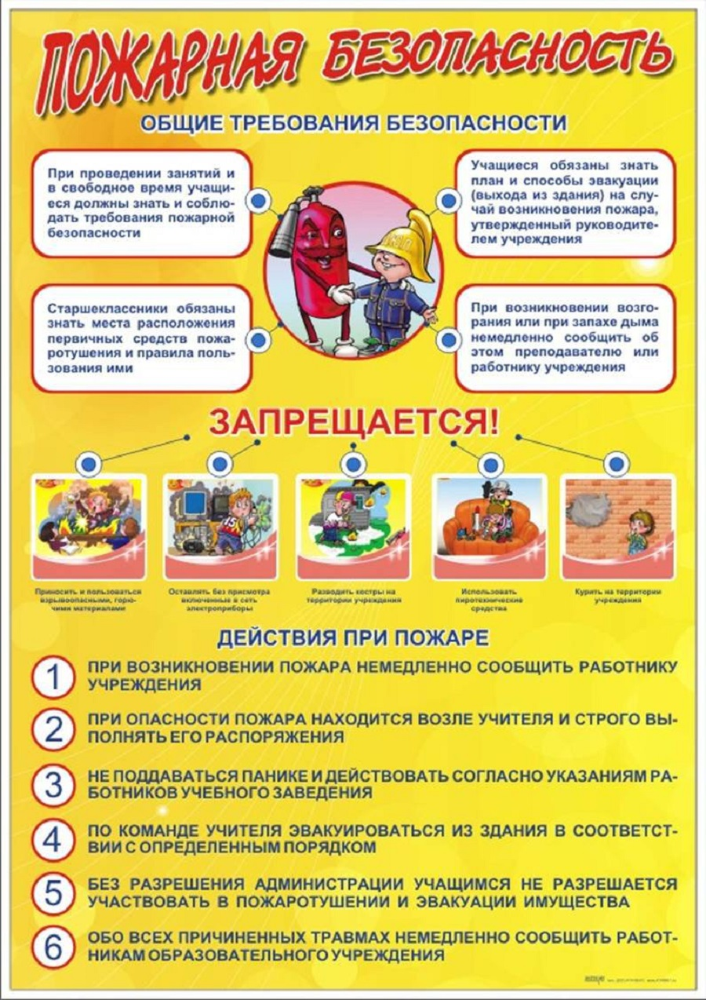 ПОЖАРНАЯ БЕЗОПАСНОСТЬ
ОБЩИЕ ТРЕБОВАНИЯ БЕЗОПАСНОСТИ
При проведении занятий и
в свободное время учащи-
еся должны знать и соблю-
дать требования пожарной
безопасности
Учащиеся обязаны знать
план и способы эвакуации
(выхода из здания) на слу-
чай возникновения пожара,
утвержденный руководите-
лем учреждения
Старшеклассники обязаны
знать места расположения
первичных средств пожа-
ротушения и правила поль-
зования ими
При возникновении возго-
рания или при запахе дыма
немедленно сообщить об
этом преподавателю или
работнику учреждения
ЗАПРЕЩАЕТСЯ!
Приносить и пользоваться
взрывоопасными, горю-
чими материалами
Оставлять без присмотра
включенные в сеть
электроприборы
Разводить костры на
территории учреждения
Использовать
пиротехнические
средства
Курить на территории
учреждения
ДЕЙСТВИЯ ПРИ ПОЖАРЕ
1 ПРИ ВОЗНИКНОВЕНИИ ПОЖАРА НЕМЕДЛЕННО СООБЩИТЬ РАБОТНИКУ
УЧРЕЖДЕНИЯ
2 ПРИ ОПАСНОСТИ ПОЖАРА НАХОДИТСЯ ВОЗЛЕ УЧИТЕЛЯ И СТРОГО ВЫ-
ПОЛНЯТЬ ЕГО РАСПОРЯЖЕНИЯ
3 НЕ ПОДДАВАТЬСЯ ПАНИКЕ И ДЕЙСТВОВАТЬ СОГЛАСНО УКАЗАНИЯМ РА-
БОТНИКОВ УЧЕБНОГО ЗАВЕДЕНИЯ
4 ПО КОМАНДЕ УЧИТЕЛЯ ЭВАКУИРОВАТЬСЯ ИЗ ЗДАНИЯ В СООТВЕТСТ-
ВИИ С ОПРЕДЕЛЕННЫМ ПОРЯДКОМ
5 БЕЗ РАЗРЕШЕНИЯ АДМИНИСТРАЦИИ УЧАЩИМСЯ НЕ РАЗРЕШАЕТСЯ
УЧАСТВОВАТЬ В ПОЖАРОТУШЕНИИ И ЭВАКУАЦИИ ИМУЩЕСТВА
6 ОБО ВСЕХ ПРИЧИНЕННЫХ ТРАВМАХ НЕМЕДЛЕННО СООБЩИТЬ РАБОТ-
НИКАМ ОБРАЗОВАТЕЛЬНОГО УЧРЕЖДЕНИЯ